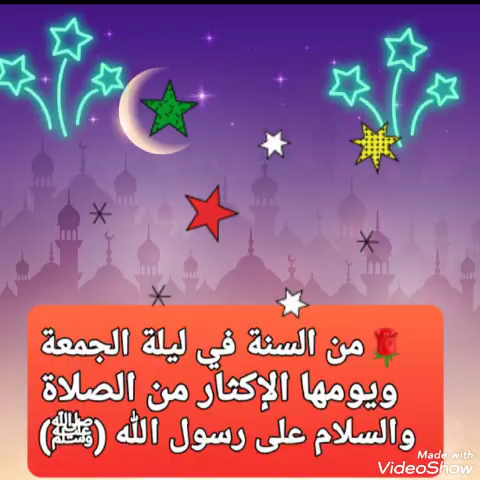 🌹من السنة في ليلة الجمعة
ويومها الإكثار من الصلاة
والسلام على رسول الله (ﷺ)
Made with
VideoShow